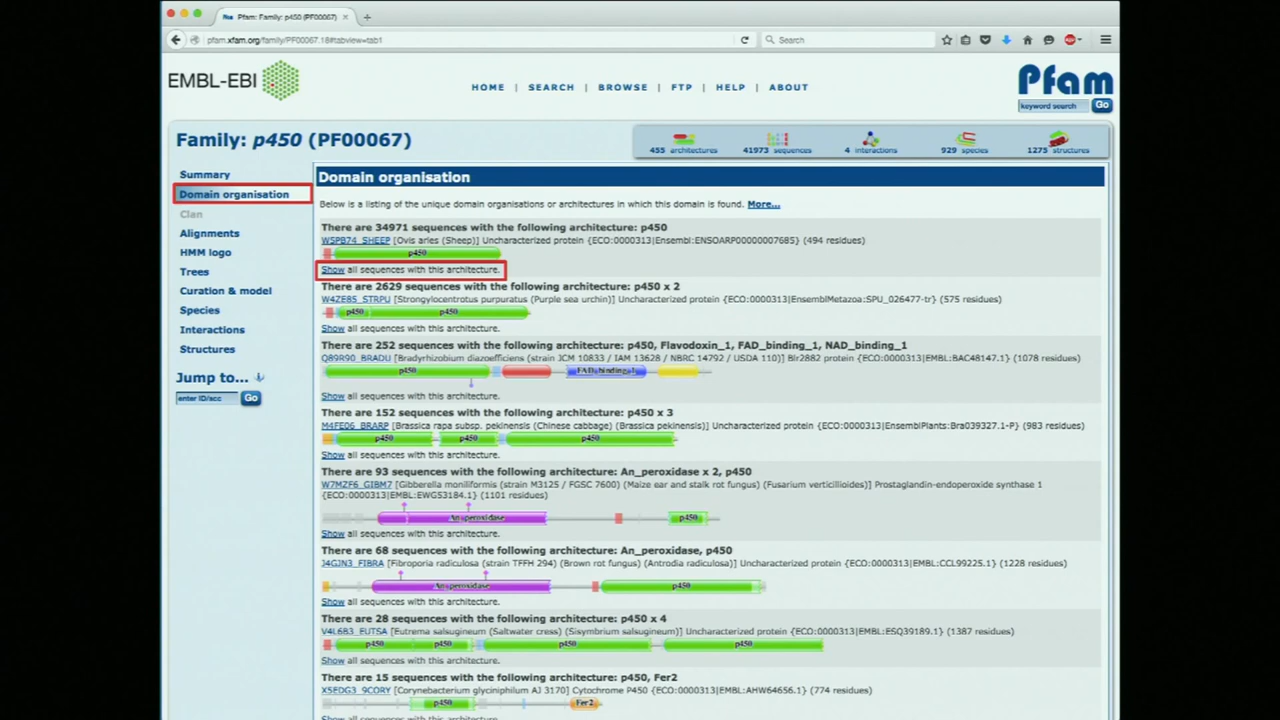 Pfam: Family: p450 (PF00067)
pfam.xfam.org/family/PF00067.18#tabview=tab1
Search
EMBL-EBI
HOME | SEARCH | BROWSE | FTP | HELP | ABOUT
Pfam
keyword search Go
Family: p450 (PF00067)
455 architectures 41973 sequences 4 interactions 929 species 1275 structures
Summary
Domain organisation
Clan
Alignments
HMM logo
Trees
Curation & model
Species
Interactions
Structures
Jump to...
enter ID/acc Go
Domain organisation
Below is a listing of the unique domain organisations or architectures in which this domain is found. More...
There are 34971 sequences with the following architecture: p450
W5PB74_SHEEP [Ovis aries (Sheep)] Uncharacterized protein {ECO:0000313|Ensembl:ENSOARP00000007685} (494 residues)
p450
Show all sequences with this architecture.
There are 2629 sequences with the following architecture: p450 x 2
W4ZE85_STRPU [Strongylocentrotus purpuratus (Purple sea urchin)] Uncharacterized protein {ECO:0000313|EnsemblMetazoa:SPU_026477-tr} (575 residues)
p450 p450
Show all sequences with this architecture.
There are 252 sequences with the following architecture: p450, Flavodoxin_1, FAD_binding_1, NAD_binding_1
Q89R90_BRADU [Bradyrhizobium diazoefficiens (strain JCM 10833 / IAM 13628 / NBRC 14792 / USDA 110)] Blr2882 protein {ECO:0000313|EMBL:BAC48147.1} (1078 residues)
p450 FAD_binding_1
Show all sequences with this architecture.
There are 152 sequences with the following architecture: p450 x 3
M4FE06_BRARP [Brassica rapa subsp. pekinensis (Chinese cabbage) (Brassica pekinensis)] Uncharacterized protein {ECO:0000313|EnsemblPlants:Bra039327.1-P} (983 residues)
p450 p450 p450
Show all sequences with this architecture.
There are 93 sequences with the following architecture: An_peroxidase x 2, p450
W7MZF6_GIBM7 [Gibberella moniliformis (strain M3125 / FGSC 7600) (Maize ear and stalk rot fungus) (Fusarium verticillioides)] Prostaglandin-endoperoxide synthase 1
{ECO:0000313|EMBL:EWG53184.1} (1101 residues)
An_peroxidase p450
Show all sequences with this architecture.
There are 68 sequences with the following architecture: An_peroxidase, p450
J4GJN3_FIBRA [Fibroporia radiculosa (strain TFFH 294) (Brown rot fungus) (Antrodia radiculosa)] Uncharacterized protein {ECO:0000313|EMBL:CCL99225.1} (1228 residues)
An_peroxidase p450
Show all sequences with this architecture.
There are 28 sequences with the following architecture: p450 x 4
V4L6B3_EUTSA [Eutrema salsugineum (Saltwater cress) (Sisymbrium salsugineum)] Uncharacterized protein {ECO:0000313|EMBL:ESQ39189.1} (1387 residues)
p450 p450 p450 p450
Show all sequences with this architecture.
There are 15 sequences with the following architecture: p450, Fer2
X5EDG3_9CORY [Corynebacterium glyciniphilum AJ 3170] Cytochrome P450 {ECO:0000313|EMBL:AHW64656.1} (774 residues)
p450 Fer2
Show all sequences with this architecture.